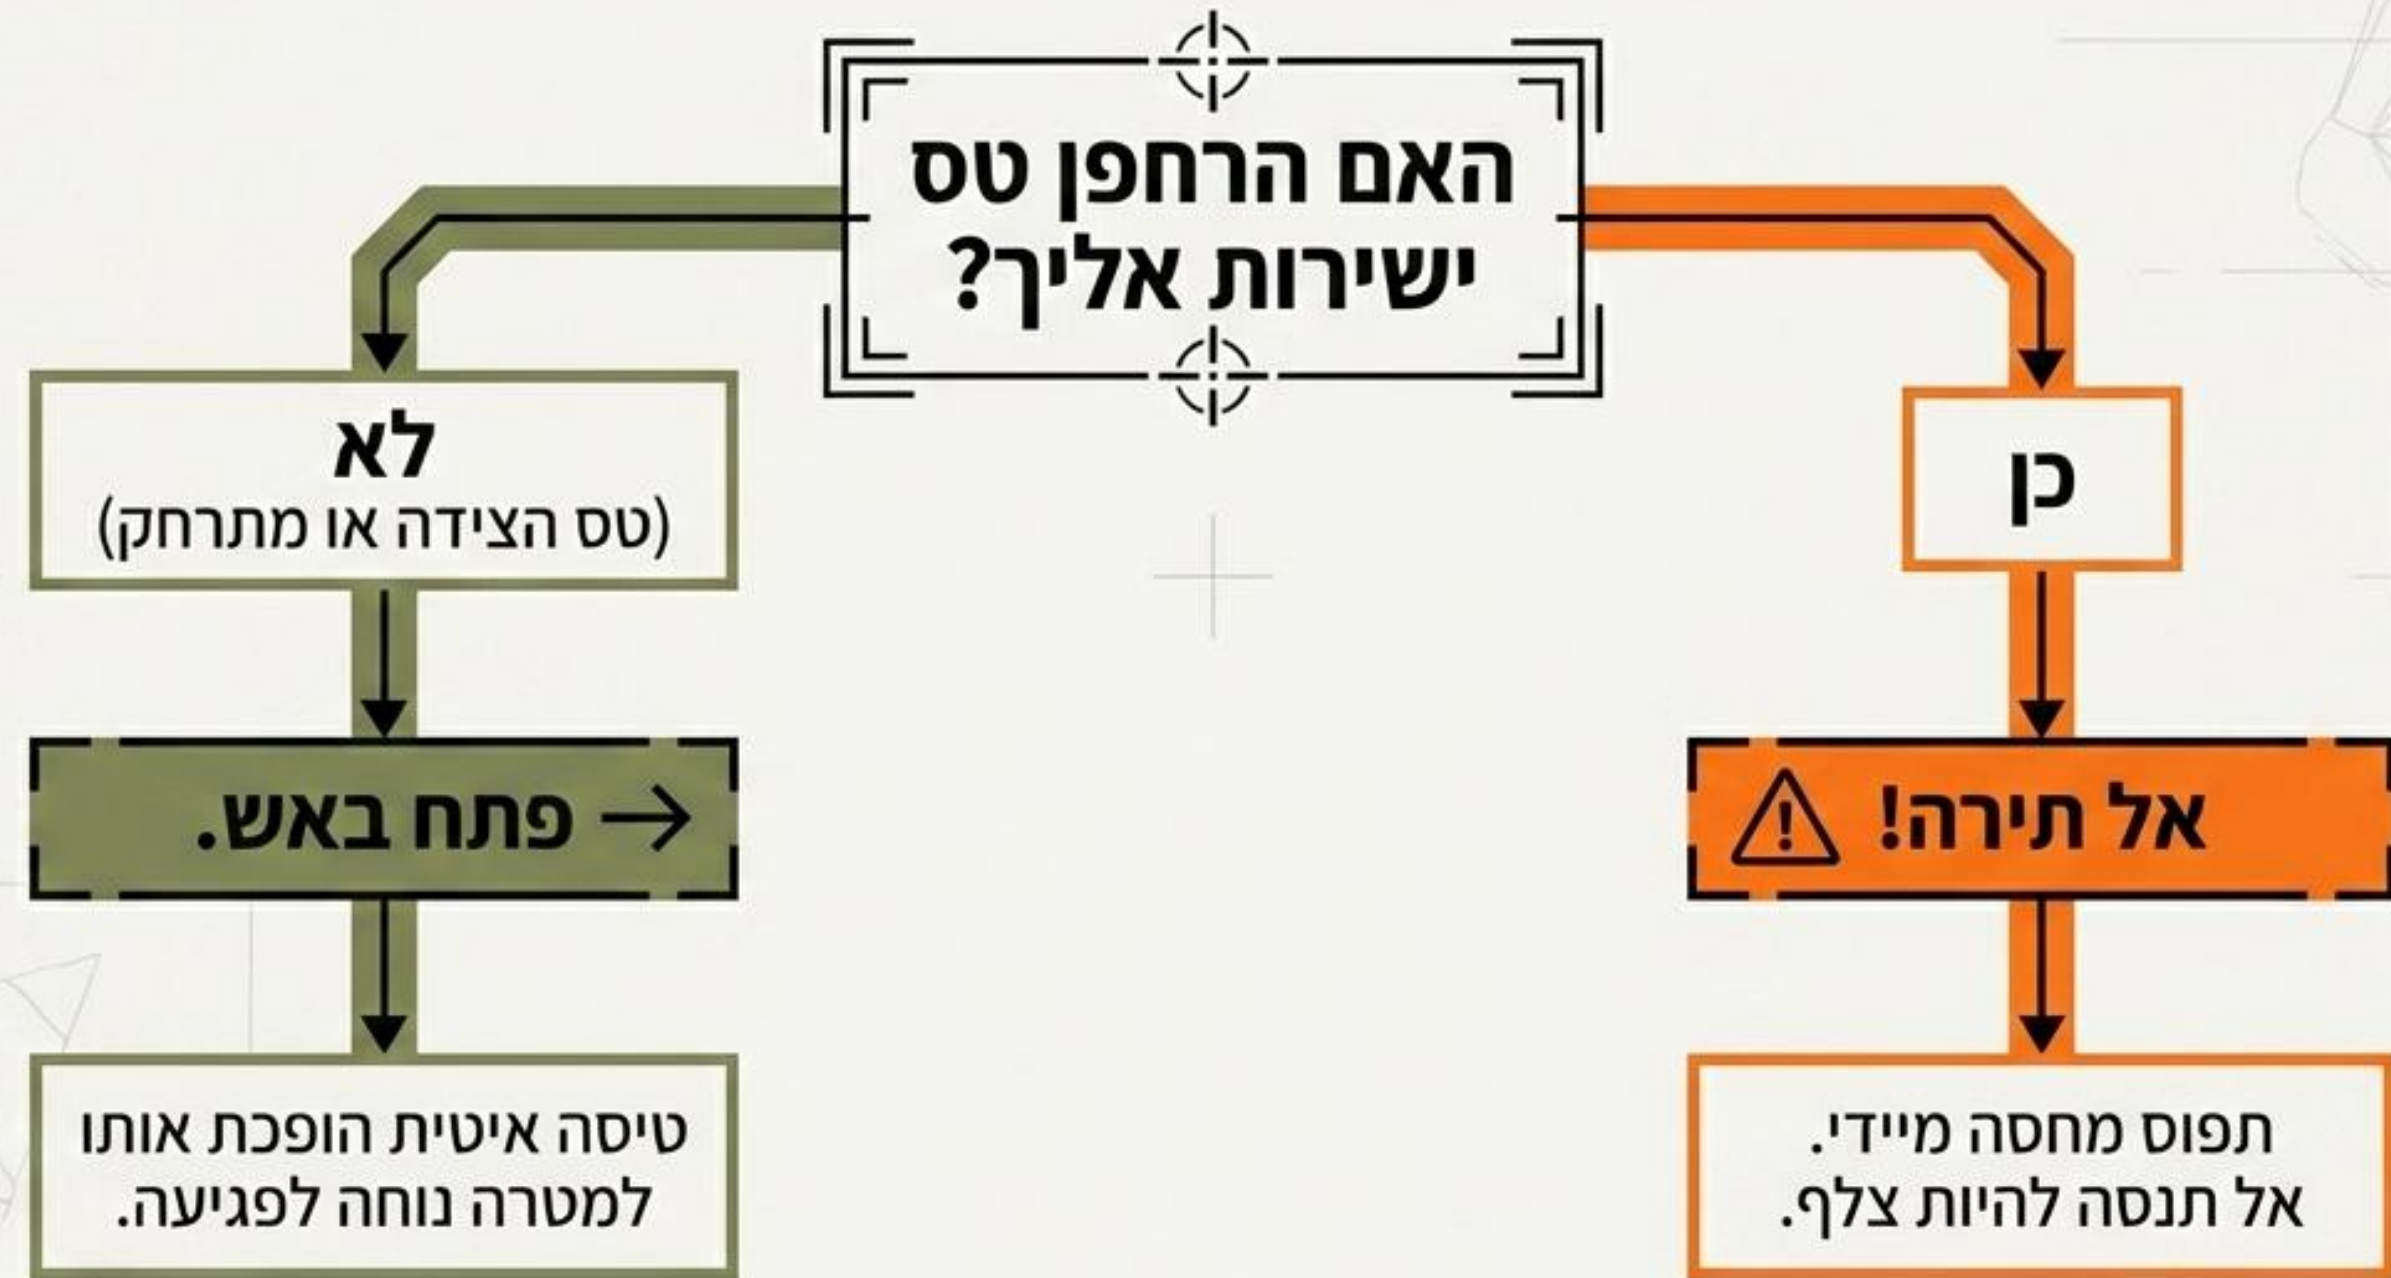 האם הרחפן טס
ישירות אליך?
כן
אל תירה!
תפוס מחסה מיידי.
אל תנסה להיות צלף.
לא
(טס הצידה או מתרחק)
→ פתח באש.
טיסה איטית הופכת אותו
למטרה נוחה לפגיעה.